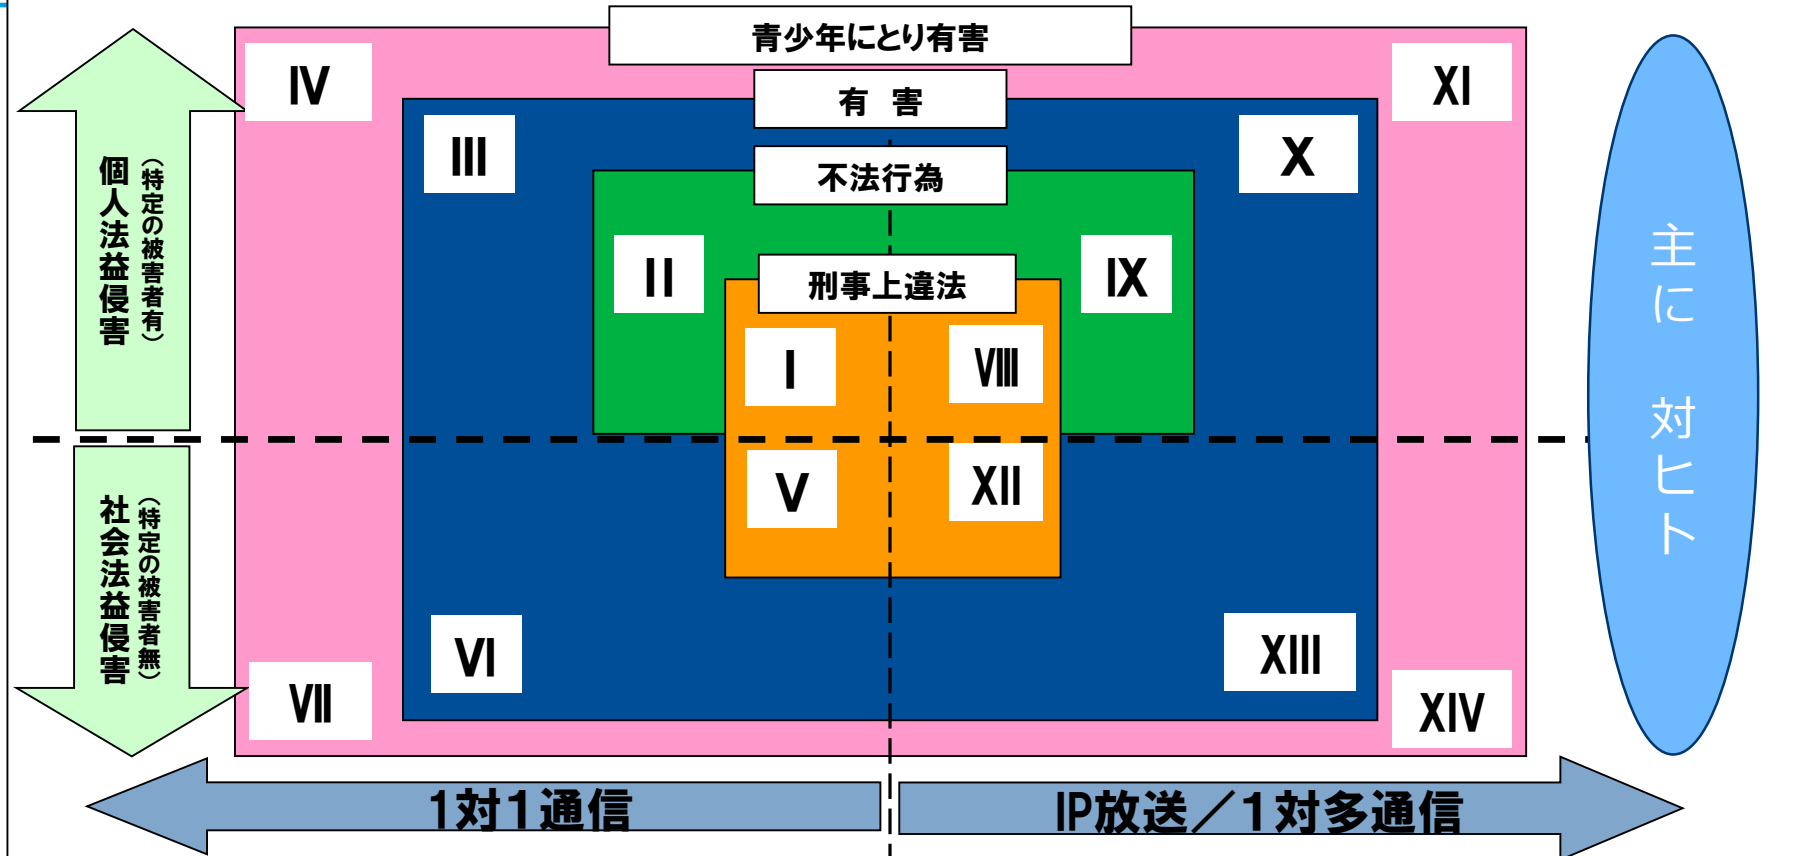 青少年にとり有害
有　害
不法行為
刑事上違法
Ⅳ
Ⅺ
Ⅲ
Ⅹ
Ⅱ
Ⅸ
Ⅰ
Ⅷ
Ⅴ
Ⅻ
Ⅵ
XIII
Ⅶ
XIV
個人法益侵害
（特定の被害者有）
社会法益侵害
（特定の被害者無）
主に　対ヒト
1対1通信
IP放送／1対多通信